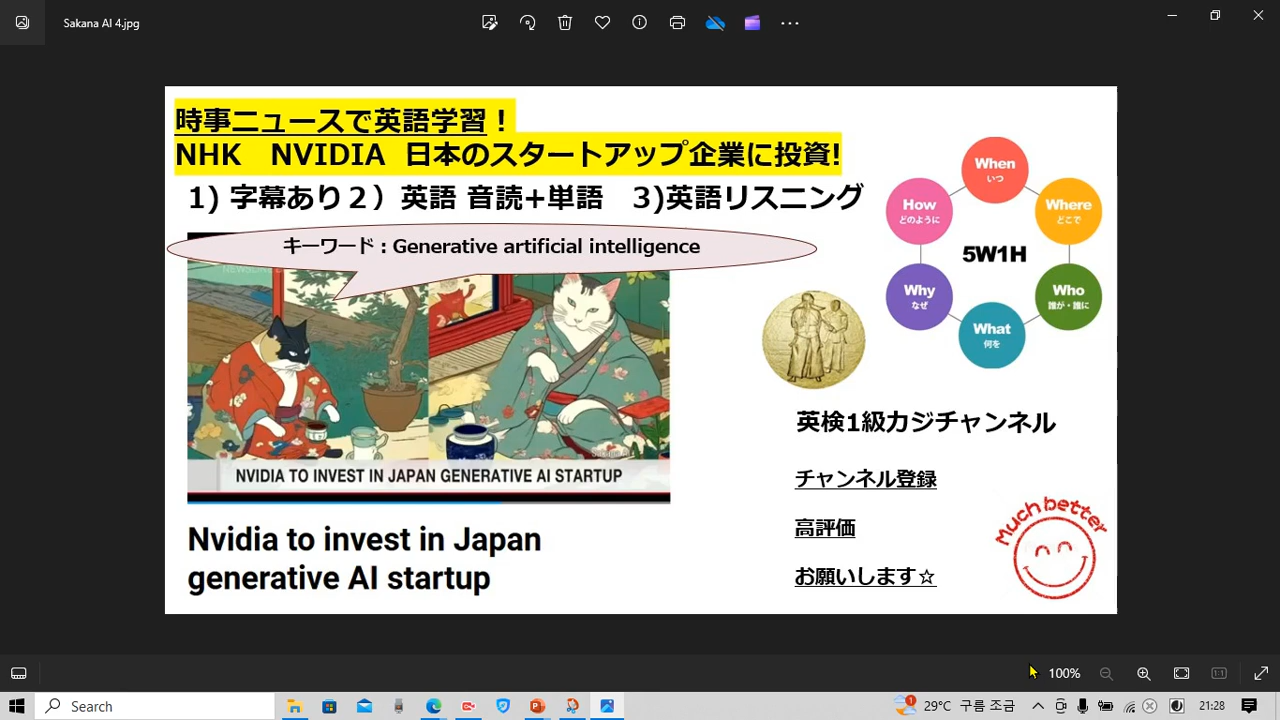 Sakana AI 4.jpg
時事ニュースで英語学習！
NHK　NVIDIA 日本のスタートアップ企業に投資!
1) 字幕あり２）英語 音読+単語　3)英語リスニング
キーワード : Generative artificial intelligence
NVIDIA TO INVEST IN JAPAN GENERATIVE AI STARTUP
Nvidia to invest in Japan
generative AI startup
When
いつ
How
どのように
Where
どこで
5W1H
Why
なぜ
Who
誰が・誰に
What
何を
英検1級カジチャンネル
チャンネル登録
高評価
お願いします☆
Much better
100%
1:1
Search
1
29°C 구름 조금
21:28